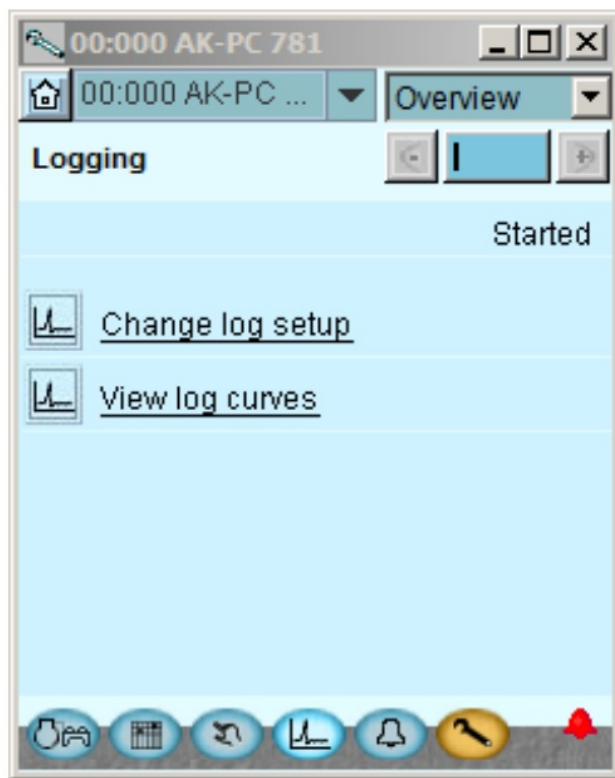 00:000 AK-PC 781
00:000 AK-PC ... Overview
Logging
Started
Change log setup
View log curves